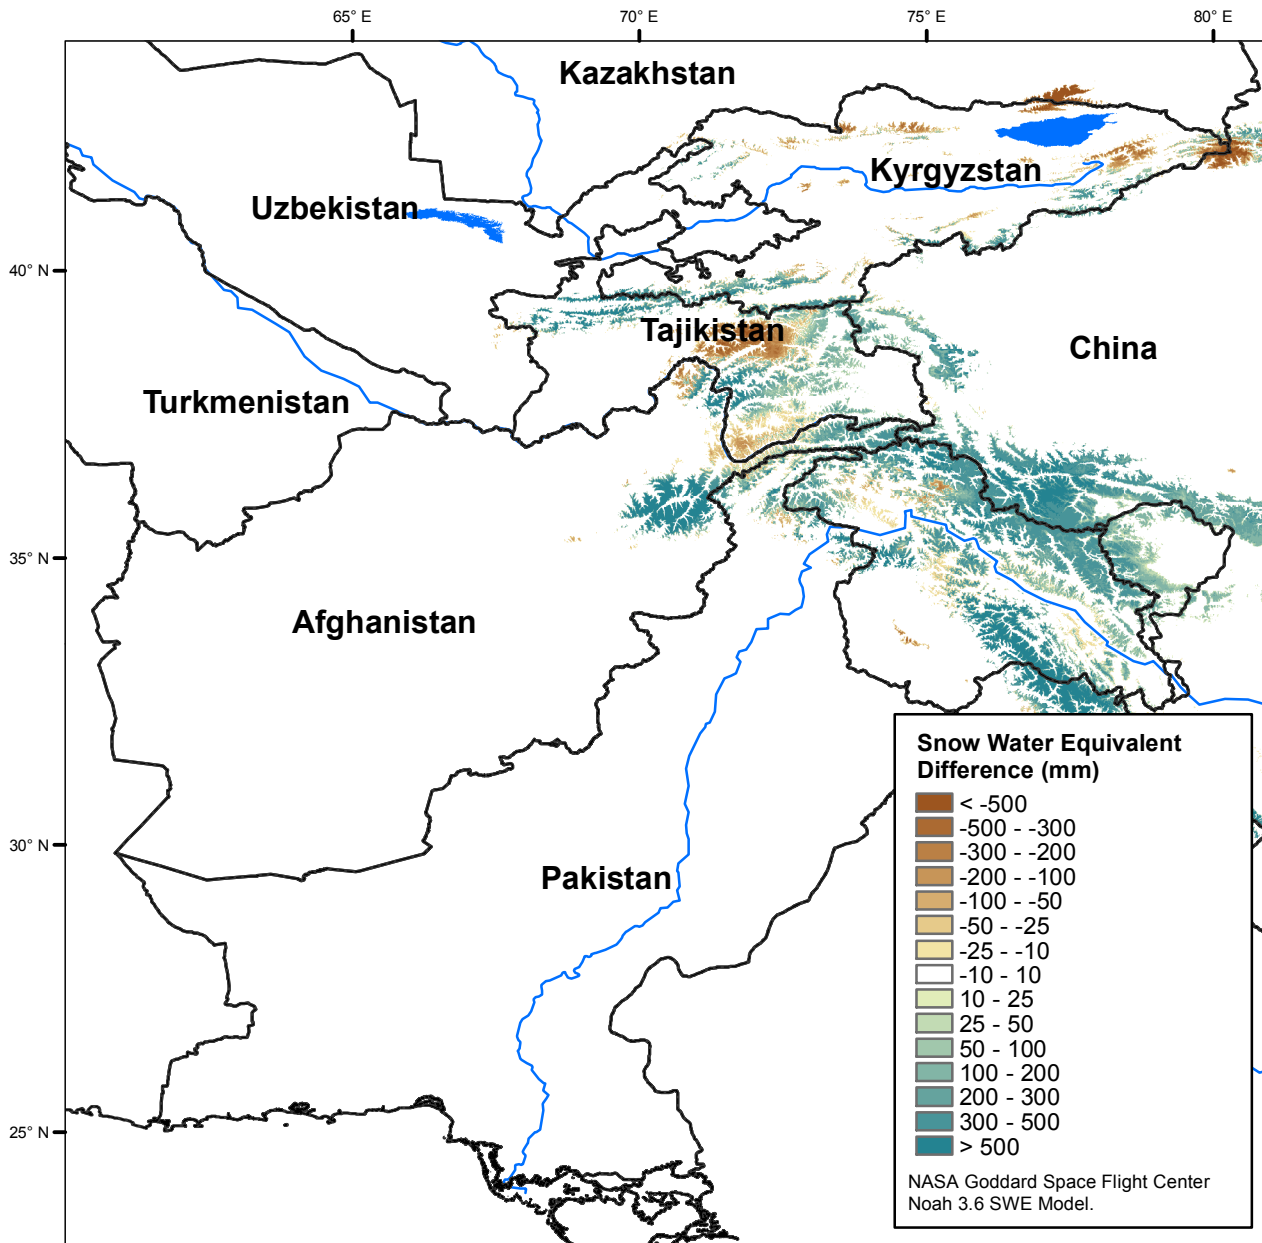 65° E
70° E
75° E
80° E
Kazakhstan
Kyrgyzstan
Uzbekistan
40° N
Tajikistan
China
Turkmenistan
35° N
Afghanistan
30° N
Pakistan
25° N
Snow Water Equivalent
Difference (mm)
< -500
-500 - -300
-300 - -200
-200 - -100
-100 - -50
-50 - -25
-25 - -10
-10 - 10
10 - 25
25 - 50
50 - 100
100 - 200
200 - 300
300 - 500
> 500
NASA Goddard Space Flight Center
Noah 3.6 SWE Model.